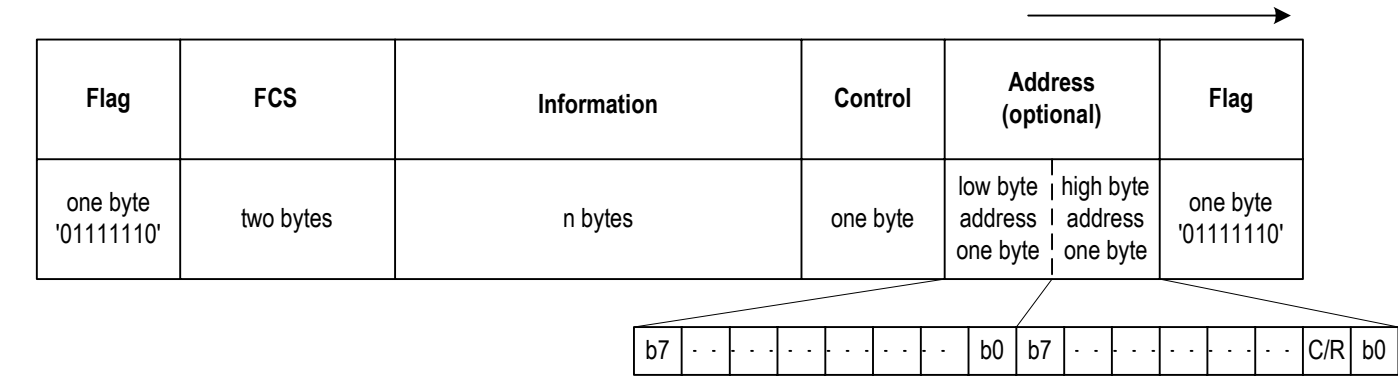 Flag
FCS
Information
Control
Address
(optional)
Flag
one byte
'01111110'
two bytes
n bytes
one byte
low byte
address
one byte
high byte
address
one byte
one byte
'01111110'
b7 - - - - - - - - - - - - b0 b7 - - - - - - - - - - C/R b0